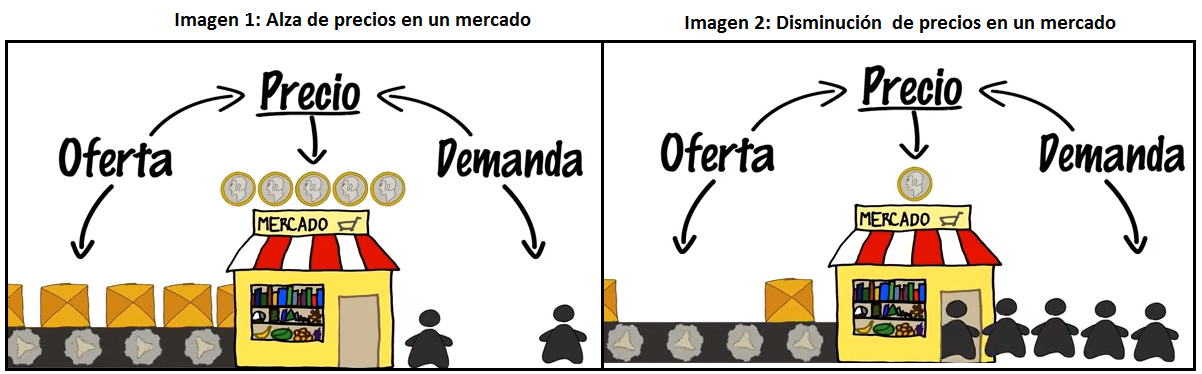 Imagen 1: Alza de precios en un mercado
Precio
Oferta
Demanda
MERCADO
Imagen 2: Disminución de precios en un mercado
Precio
Oferta
Demanda
MERCADO